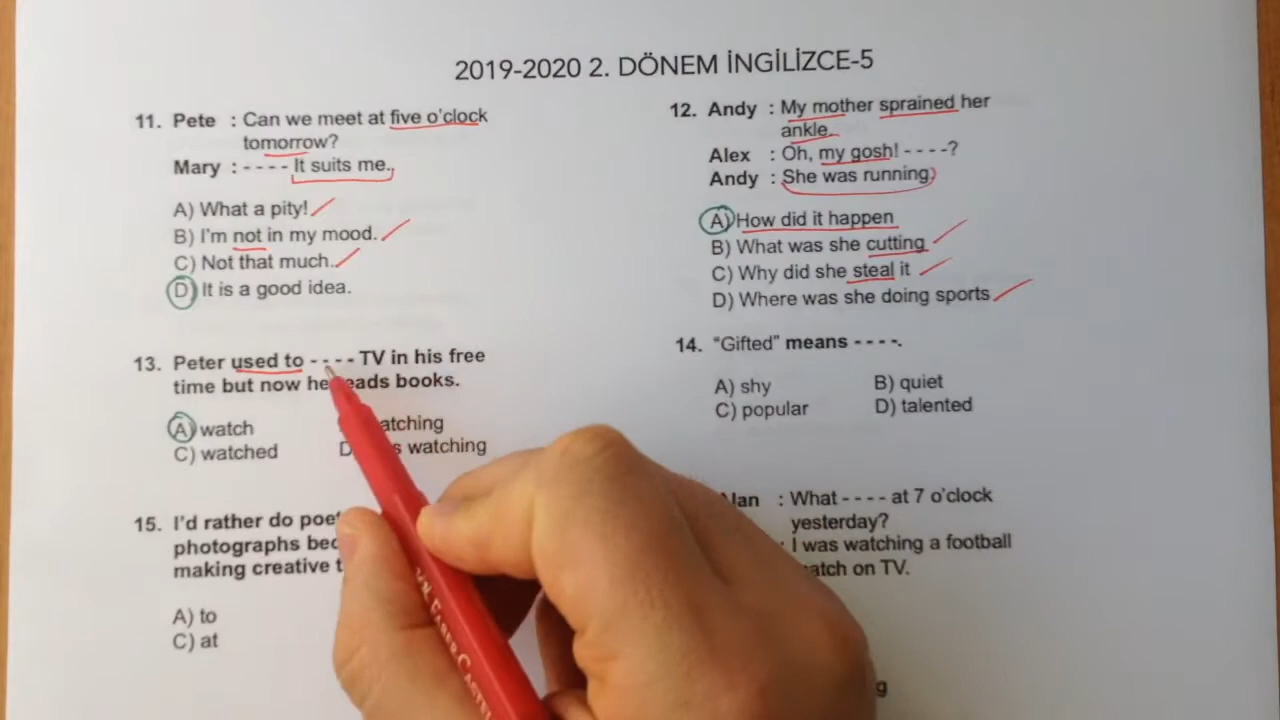 2019-2020 2. DÖNEM İNGİLİZCE-5
11. Pete : Can we meet at five o'clock
tomorrow?
Mary : - - - - It suits me.
A) What a pity!
B) I'm not in my mood.
C) Not that much.
D) It is a good idea.
12. Andy : My mother sprained her
ankle.
Alex : Oh, my gosh! - - - -?
Andy : She was running.
A) How did it happen
B) What was she cutting
C) Why did she steal it
D) Where was she doing sports
13. Peter used to - - - - TV in his free
time but now he reads books.
A) watch
watching
C) watched
D) watching
14. "Gifted" means - - - -.
A) shy
B) quiet
C) popular
D) talented
15. I'd rather do
photographs
making creative
A) to
C) at
: What - - - - at 7 o'clock
yesterday?
: I was watching a football
match on TV.
FABER CASTEL